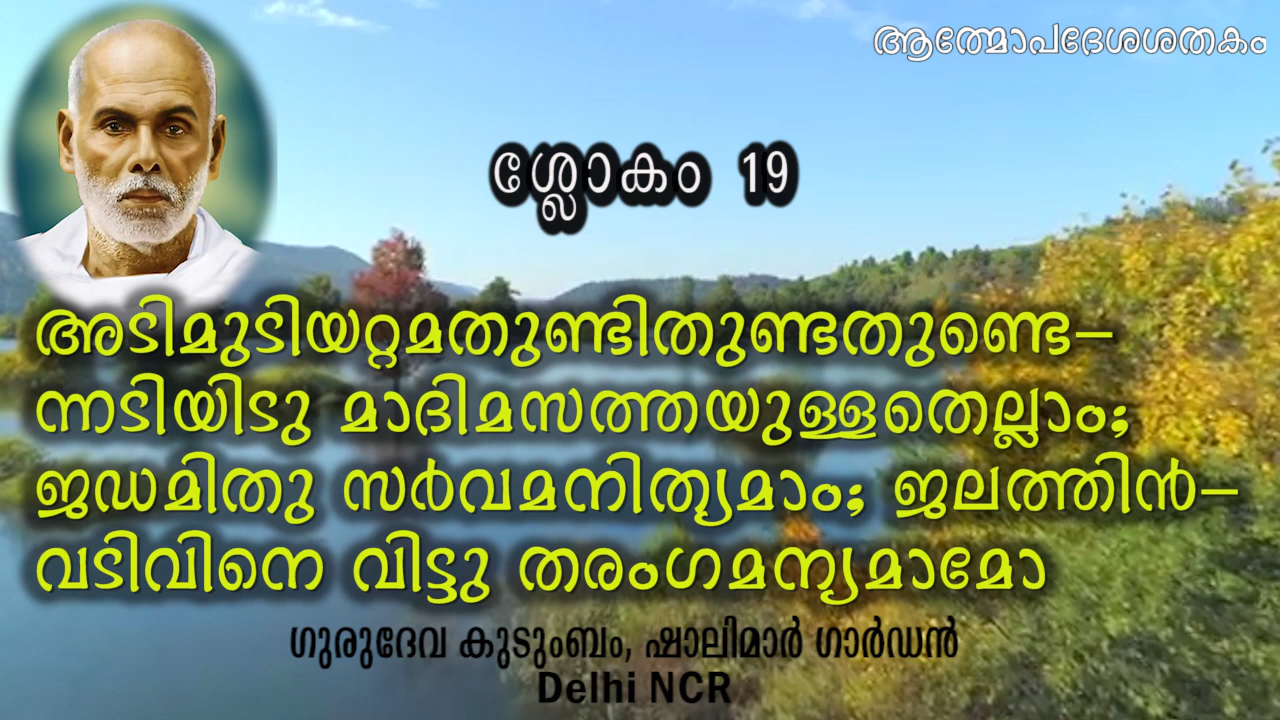 ആത്മോപദേശശതകം
ശ്ലോകം 19
അടിമുടിയറ്റമതുണ്ടിതുണ്ടതുണ്ടെ–
ന്നടിയിടു മാദിമസത്തയുള്ളതെല്ലാം;
ജഡമിതു സർവമനിത്യമാം; ജലത്തിൻ–
വടിവിനെ വിട്ടു തരംഗമന്യമാമോ
ഗുരുദേവ കുടുംബം, ഷാലിമാർ ഗാർഡൻ
Delhi NCR